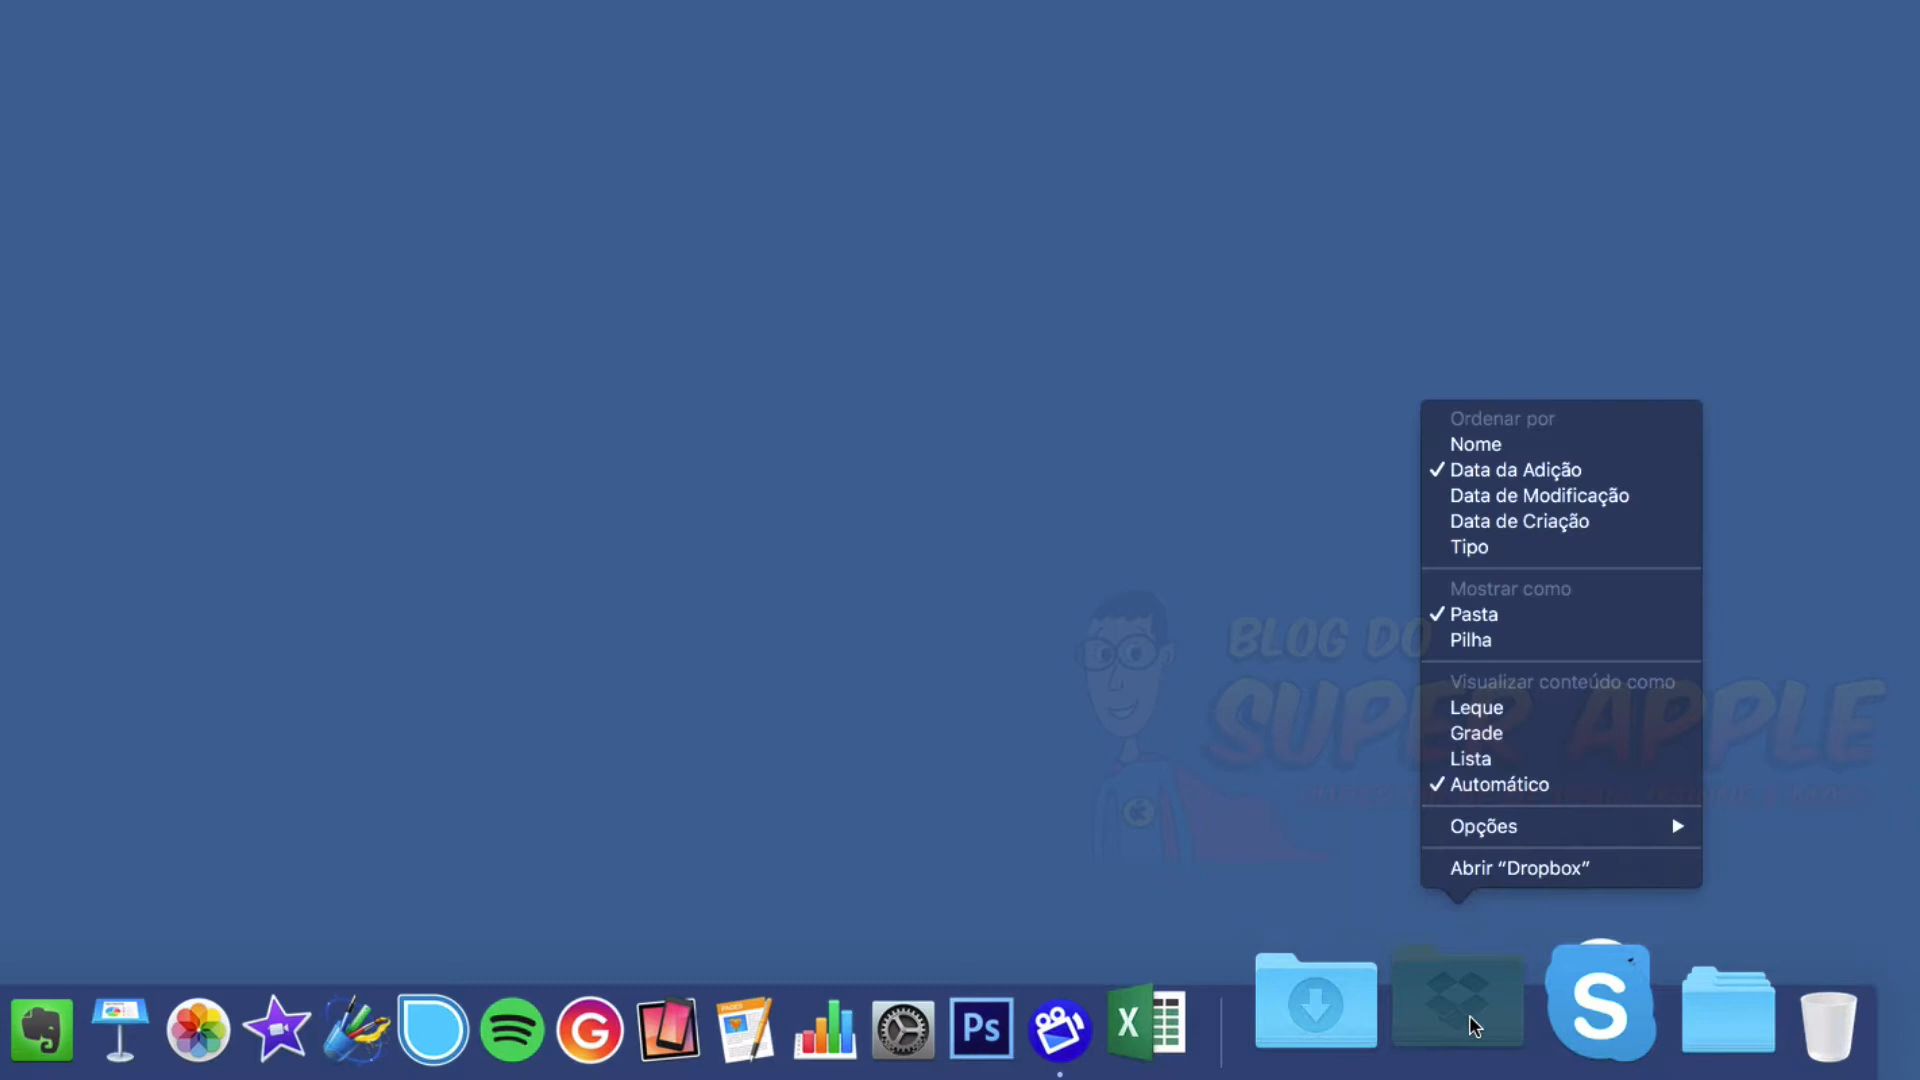 Ordenar por
Nome
✓ Data da Adição
Data de Modificação
Data de Criação
Tipo
Mostrar como
✓ Pasta
Pilha
Visualizar conteúdo como
Leque
Grade
Lista
✓ Automático
Opções
Abrir “Dropbox”
BLOG DO
SUPER APPLE
PAGES
G
Ps
X
S